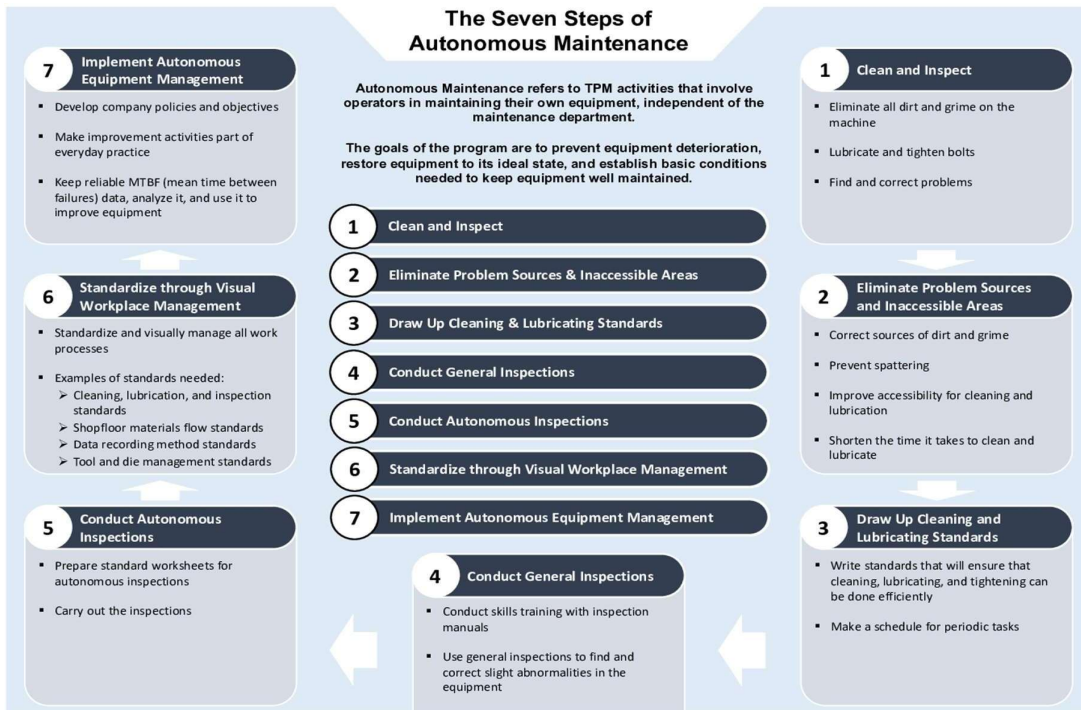 The Seven Steps of
Autonomous Maintenance
Autonomous Maintenance refers to TPM activities that involve
operators in maintaining their own equipment, independent of the
maintenance department.
The goals of the program are to prevent equipment deterioration,
restore equipment to its ideal state, and establish basic conditions
needed to keep equipment well maintained.
1 Clean and Inspect
2 Eliminate Problem Sources & Inaccessible Areas
3 Draw Up Cleaning & Lubricating Standards
4 Conduct General Inspections
5 Conduct Autonomous Inspections
6 Standardize through Visual Workplace Management
7 Implement Autonomous Equipment Management
1 Clean and Inspect
▪ Eliminate all dirt and grime on the
machine
▪ Lubricate and tighten bolts
▪ Find and correct problems
2 Eliminate Problem Sources
and Inaccessible Areas
▪ Correct sources of dirt and grime
▪ Prevent spattering
▪ Improve accessibility for cleaning and
lubrication
▪ Shorten the time it takes to clean and
lubricate
3 Draw Up Cleaning and
Lubricating Standards
▪ Write standards that will ensure that
cleaning, lubricating, and tightening can
be done efficiently
▪ Make a schedule for periodic tasks
4 Conduct General Inspections
▪ Conduct skills training with inspection
manuals
▪ Use general inspections to find and
correct slight abnormalities in the
equipment
5 Conduct Autonomous
Inspections
▪ Prepare standard worksheets for
autonomous inspections
▪ Carry out the inspections
6 Standardize through Visual
Workplace Management
▪ Standardize and visually manage all work
processes
▪ Examples of standards needed:
➢ Cleaning, lubrication, and inspection
standards
➢ Shopfloor materials flow standards
➢ Data recording method standards
➢ Tool and die management standards
7 Implement Autonomous
Equipment Management
▪ Develop company policies and objectives
▪ Make improvement activities part of
everyday practice
▪ Keep reliable MTBF (mean time between
failures) data, analyze it, and use it to
improve equipment